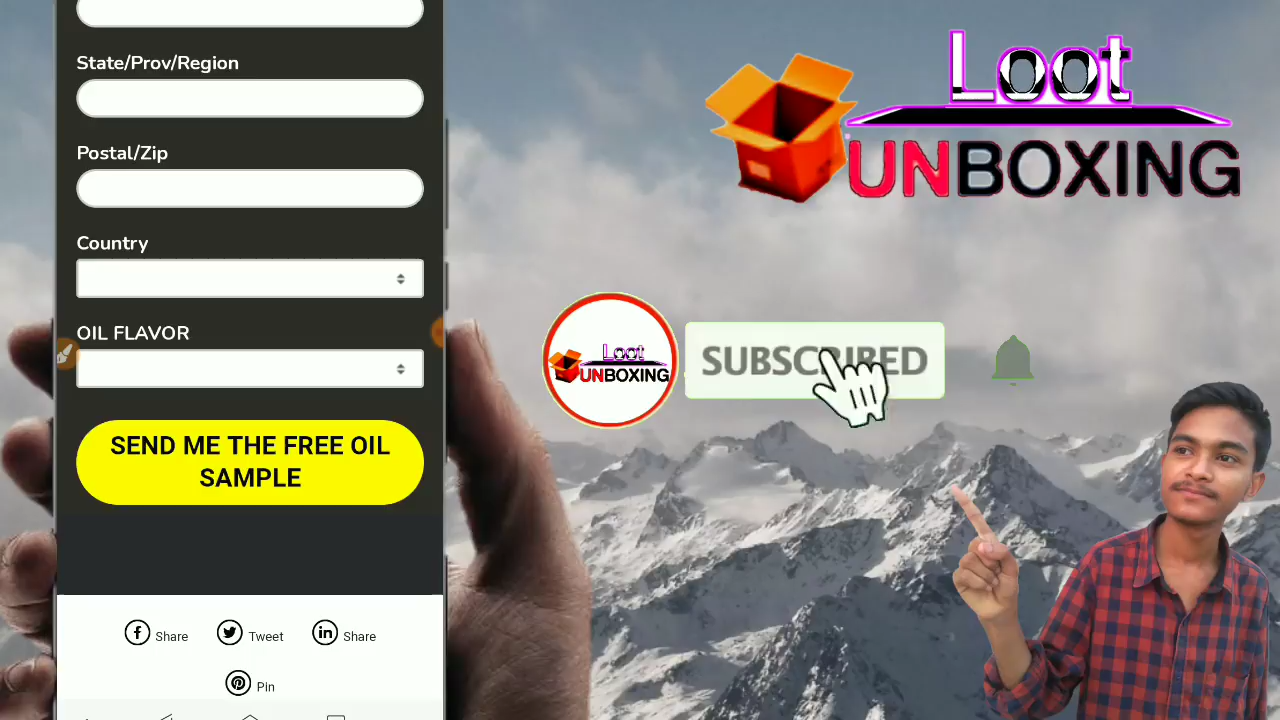 State/Prov/Region
Postal/Zip
Country
OIL FLAVOR
SEND ME THE FREE OIL
SAMPLE
Share
Tweet
Share
Pin
Loot
UNBOXING
Loot
UNBOXING
SUBSCRIBED